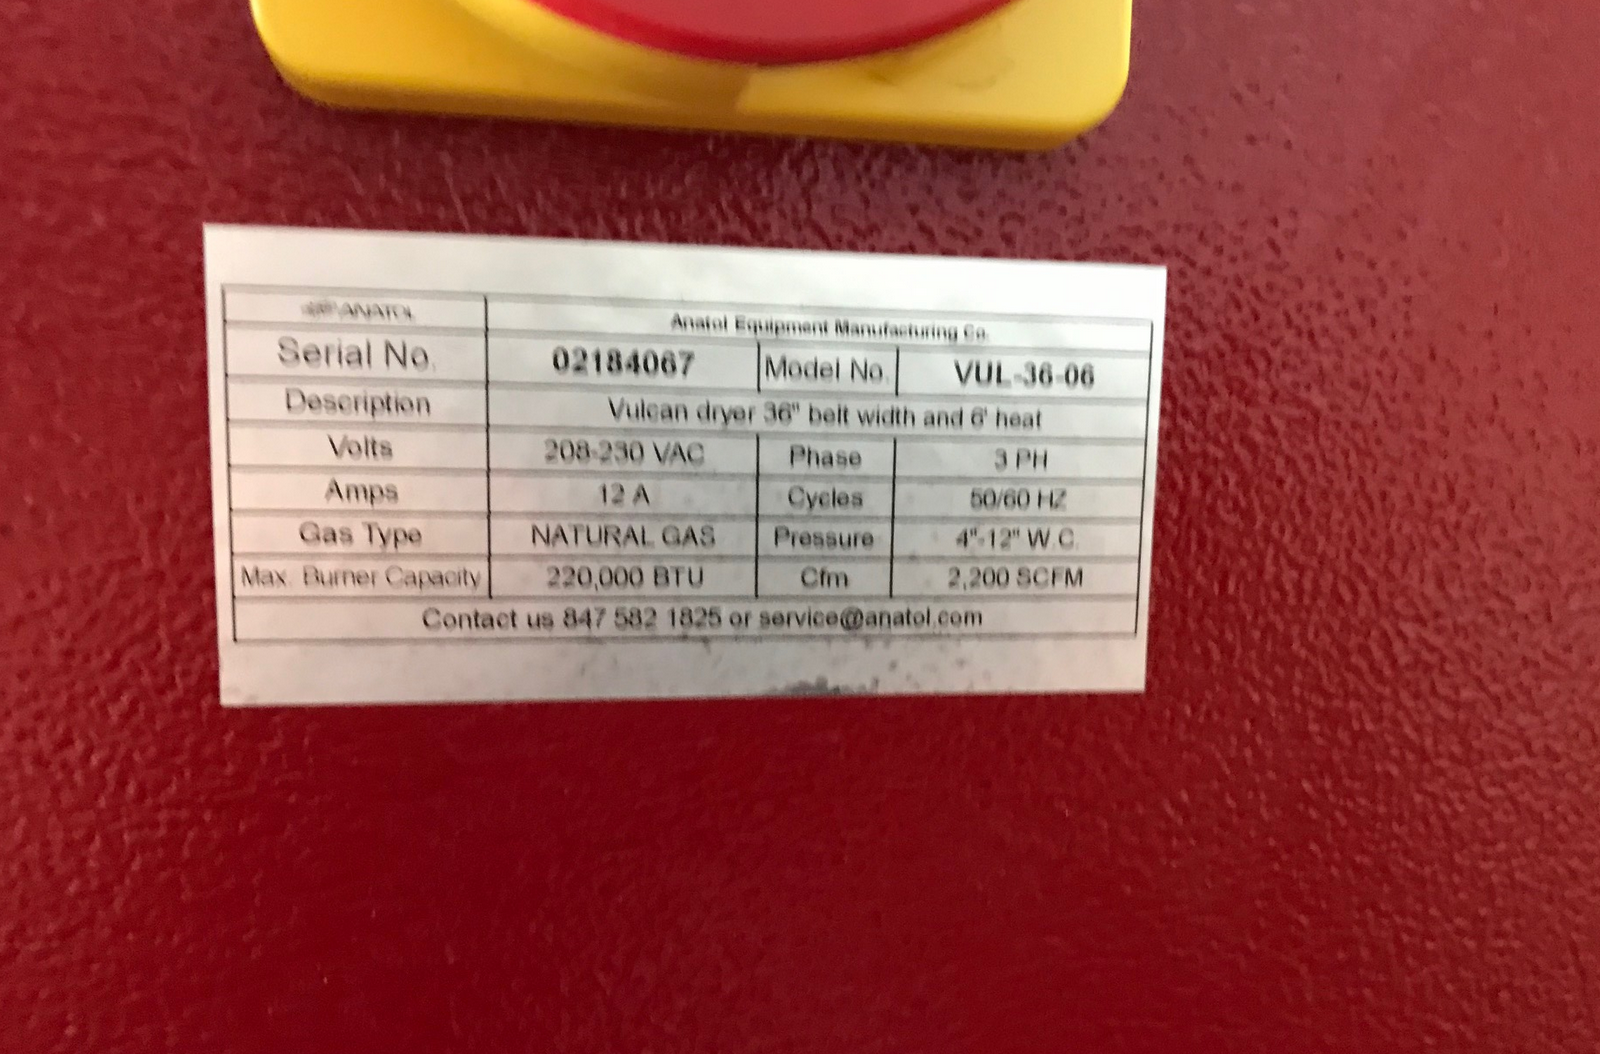 ANATOL Anatol Equipment Manufacturing Co.
Serial No. 02184067 Model No. VUL-36-06
Description Vulcan dryer 36" belt width and 6' heat
Volts 208-230 VAC Phase 3 PH
Amps 12 A Cycles 50/60 HZ
Gas Type NATURAL GAS Pressure 4"-12" W.C.
Max. Burner Capacity 220,000 BTU Cfm 2,200 SCFM
Contact us 847 582 1825 or service@anatol.com